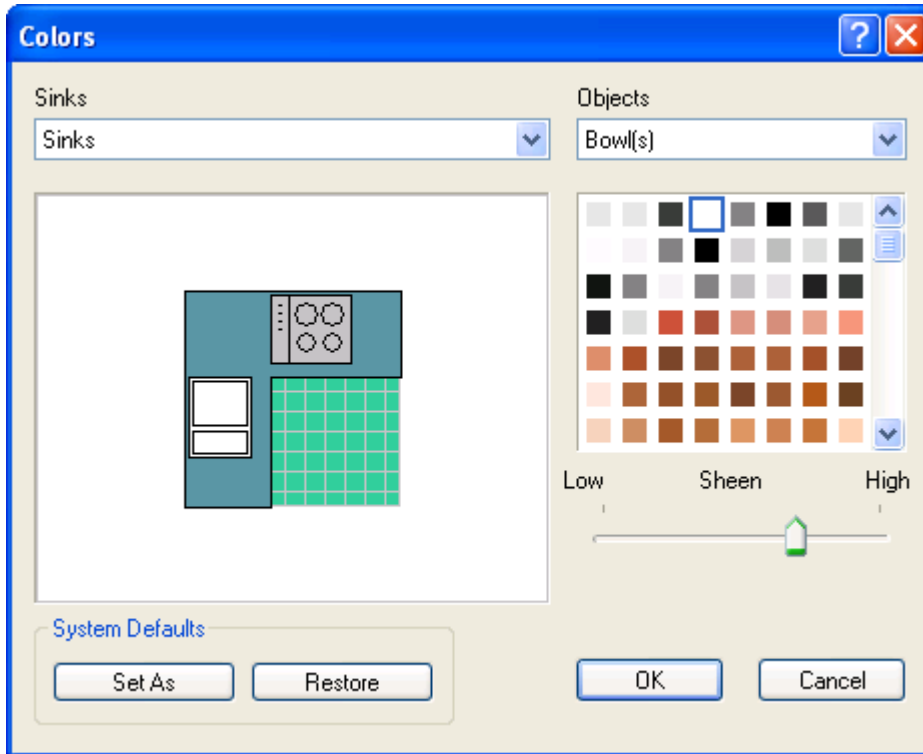 Colors
Sinks
Objects
Sinks
Bowl(s)
Low
Sheen
High
System Defaults
Set As
Restore
OK
Cancel